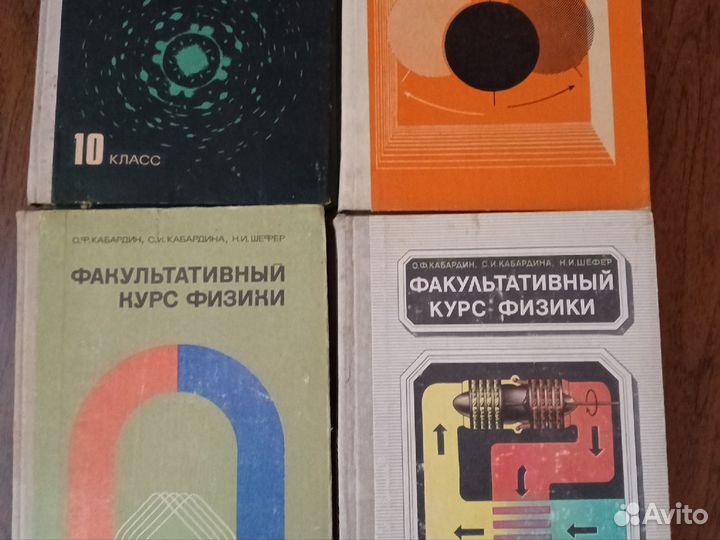 10 КЛАСС
О.Ф.КАБАРДИН, С.И.КАБАРДИНА, Н.И.ШЕФЕР
ФАКУЛЬТАТИВНЫЙ
КУРС ФИЗИКИ
О.Ф.КАБАРДИН, С.И.КАБАРДИНА, Н.И.ШЕФЕР
ФАКУЛЬТАТИВНЫЙ
КУРС ФИЗИКИ
Avito